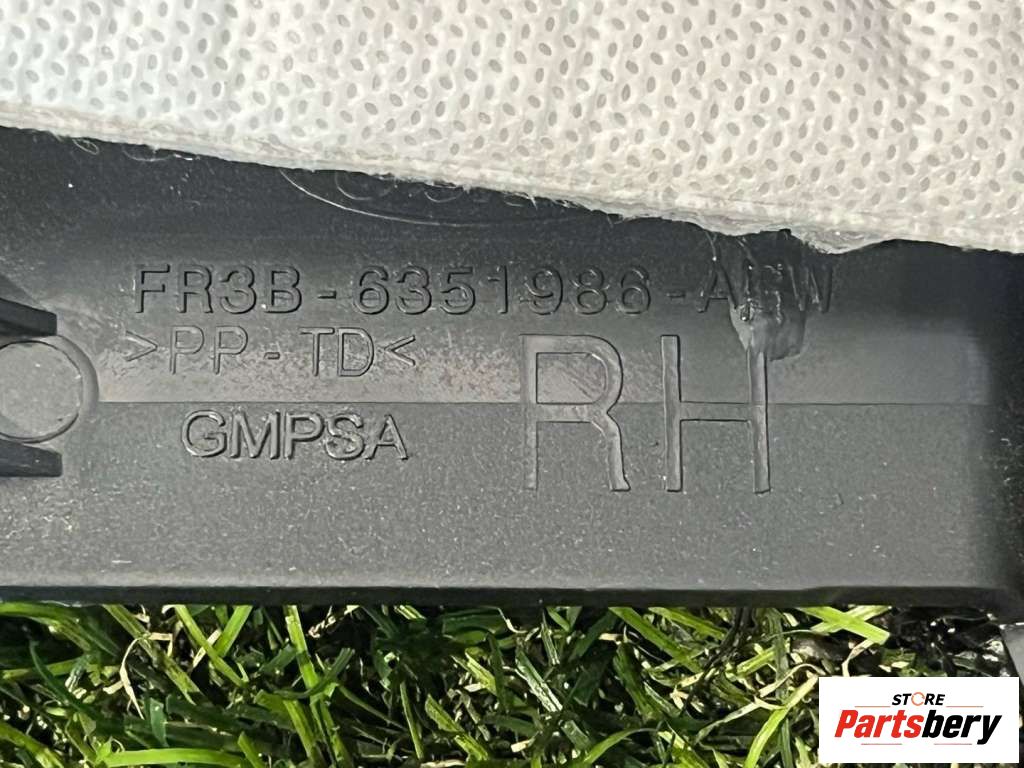 FR3B-6351986-A
>PP-TD<
GMPSA
RH
STORE
Partsbery